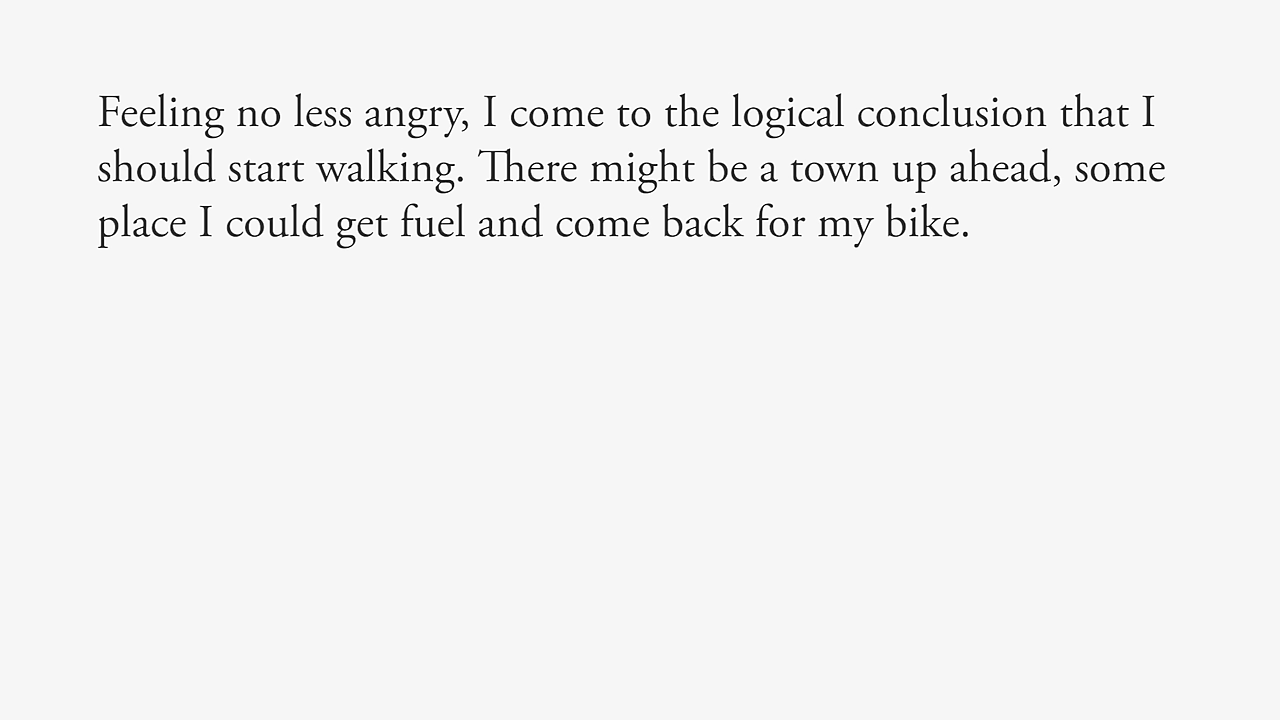 Feeling no less angry, I come to the logical conclusion that I
should start walking. There might be a town up ahead, some
place I could get fuel and come back for my bike.